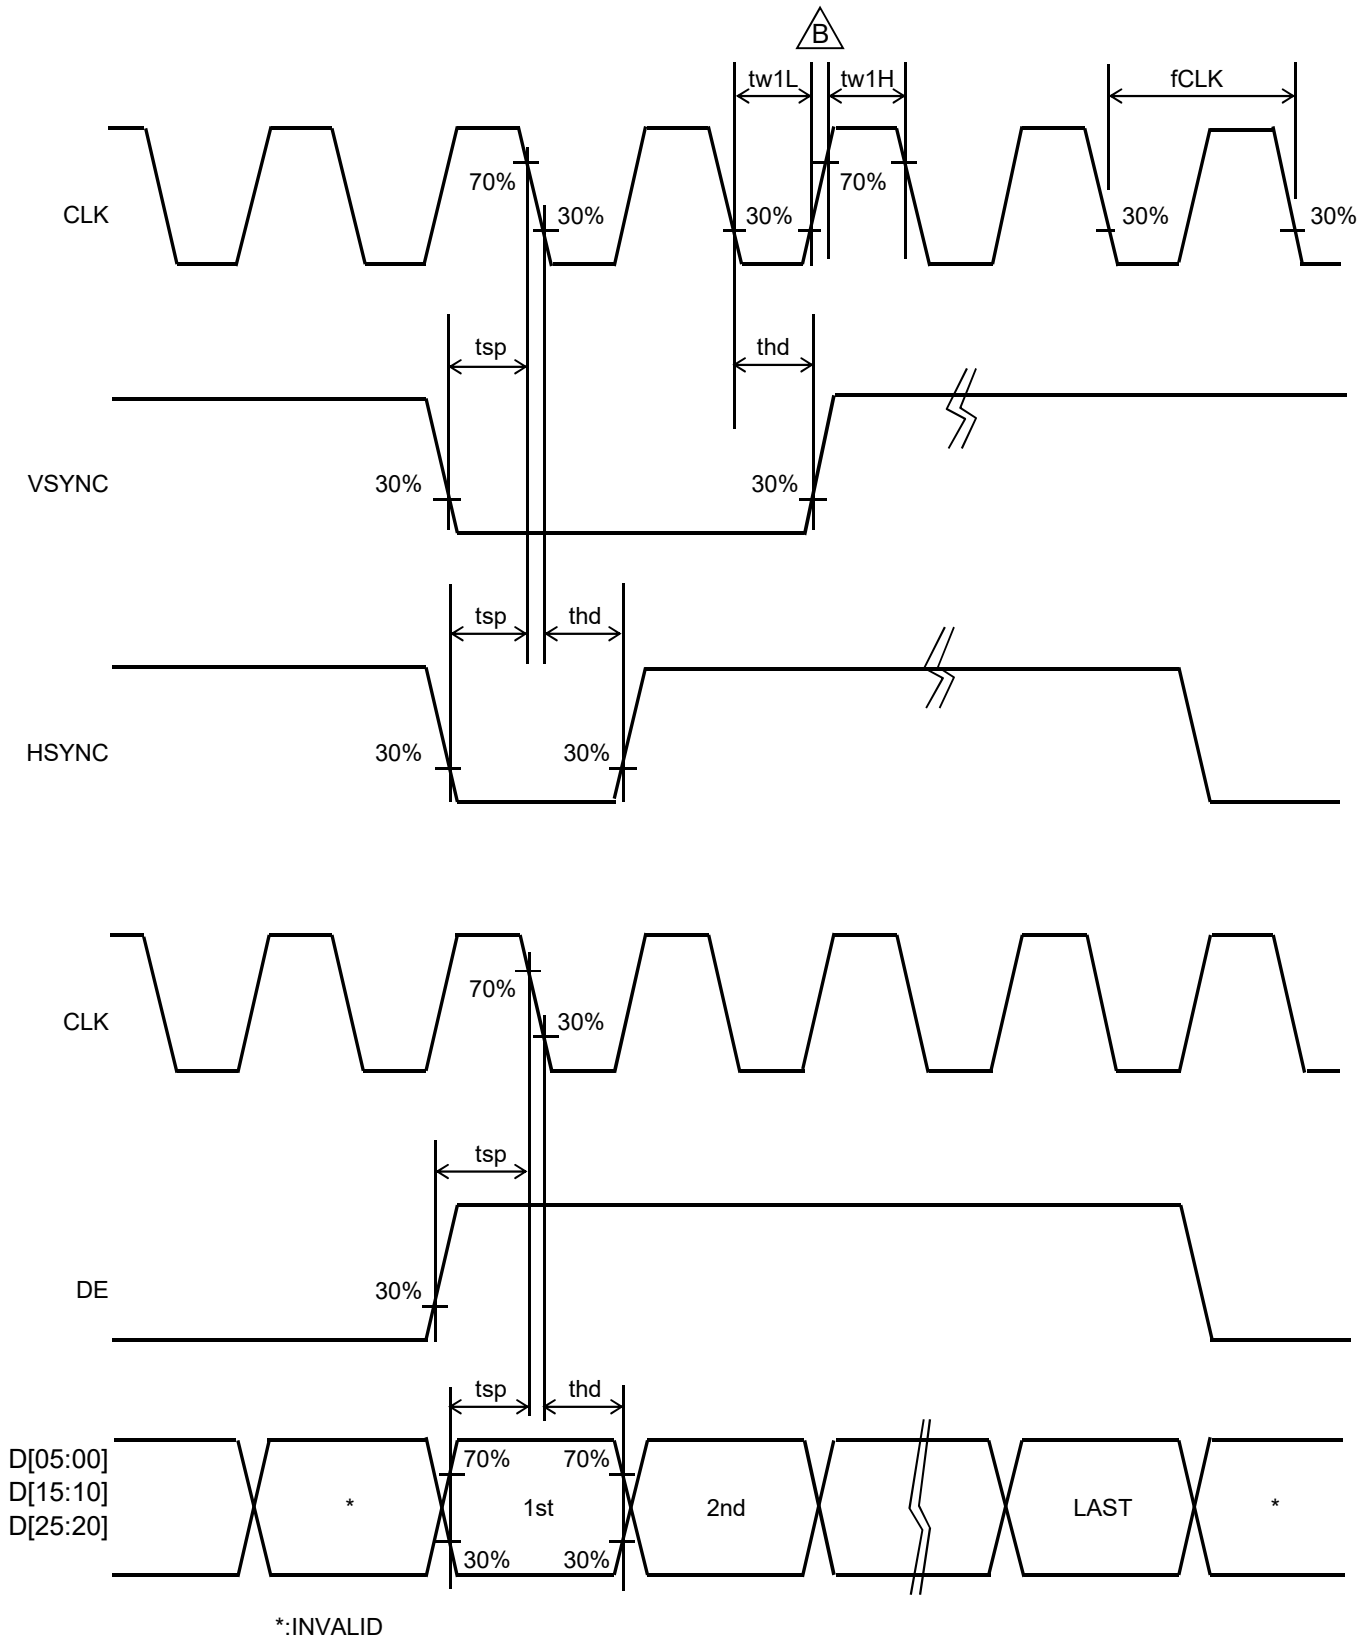 B
tw1L tw1H fCLK
70% 70%
CLK 30% 30% 30% 30%
tsp thd
VSYNC 30% 30%
tsp thd
HSYNC 30% 30%
70%
CLK 30%
tsp
DE 30%
tsp thd
D[05:00] 70% 70%
D[15:10] * 1st 2nd LAST *
D[25:20]
30% 30%
*:INVALID